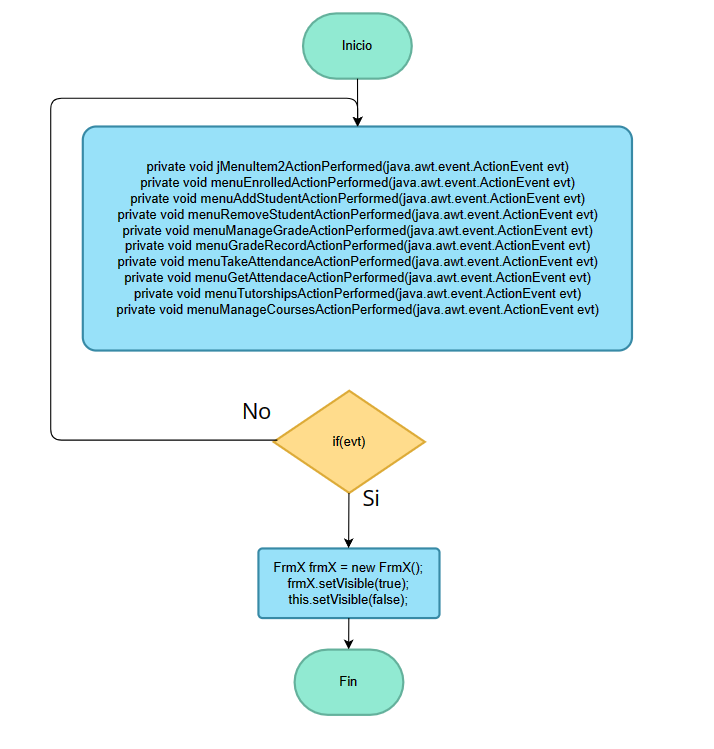 Inicio
private void jMenuItem2ActionPerformed(java.awt.event.ActionEvent evt)
private void menuEnrolledActionPerformed(java.awt.event.ActionEvent evt)
private void menuAddStudentActionPerformed(java.awt.event.ActionEvent evt)
private void menuRemoveStudentActionPerformed(java.awt.event.ActionEvent evt)
private void menuManageGradeActionPerformed(java.awt.event.ActionEvent evt)
private void menuGradeRecordActionPerformed(java.awt.event.ActionEvent evt)
private void menuTakeAttendanceActionPerformed(java.awt.event.ActionEvent evt)
private void menuGetAttendaceActionPerformed(java.awt.event.ActionEvent evt)
private void menuTutorshipsActionPerformed(java.awt.event.ActionEvent evt)
private void menuManageCoursesActionPerformed(java.awt.event.ActionEvent evt)
No
if(evt)
Si
FrmX frmX = new FrmX();
frmX.setVisible(true);
this.setVisible(false);
Fin